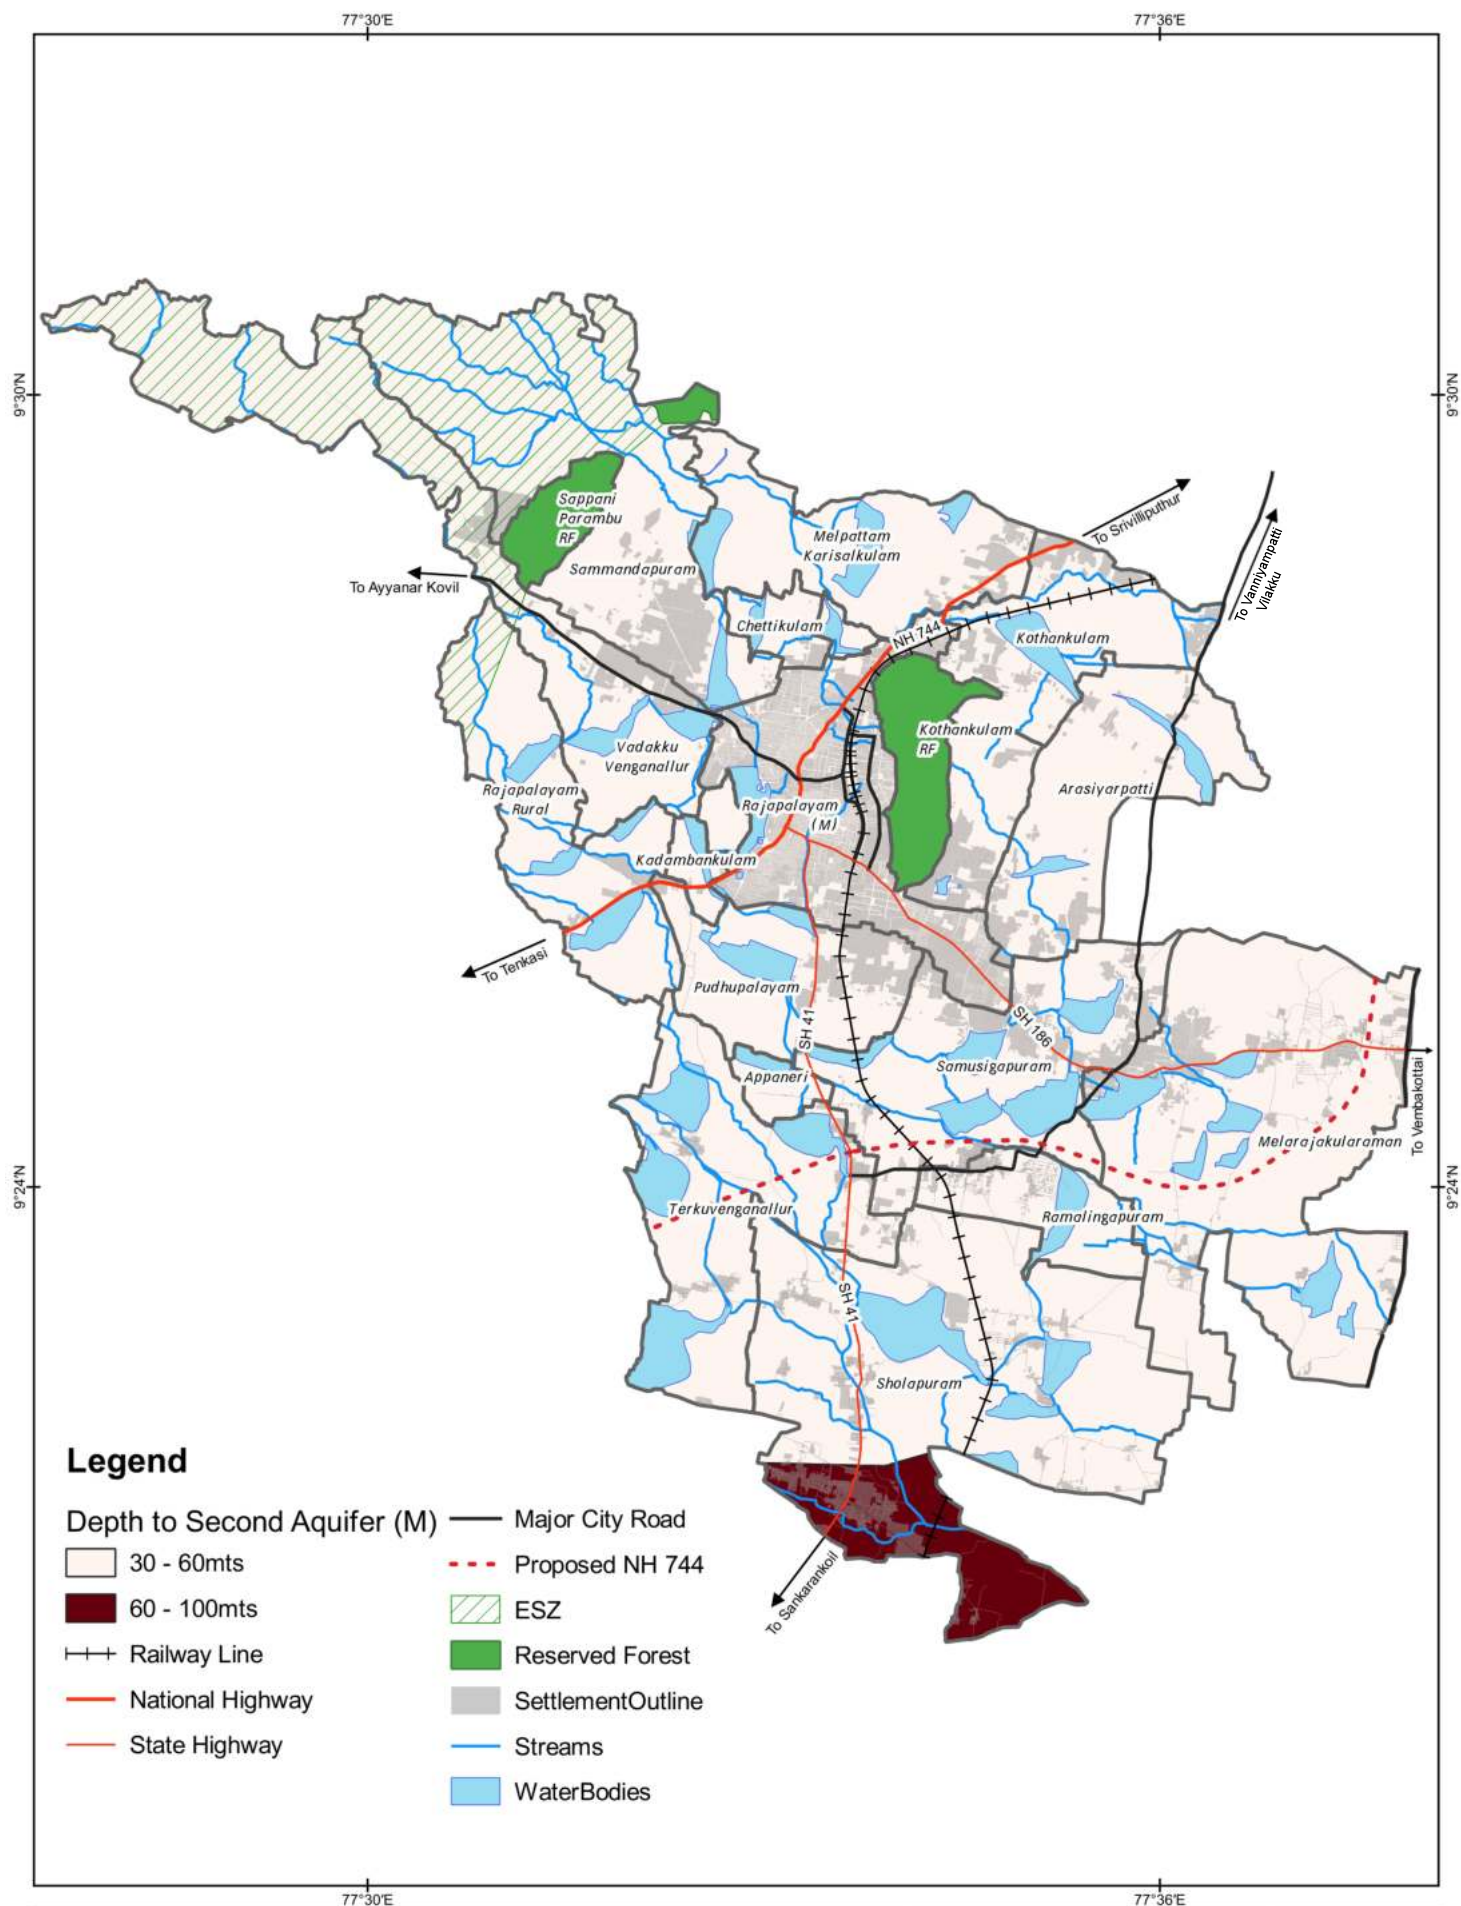 77°30'E
77°36'E
9°30'N
9°30'N
Sappani
Parambu
RF
Melpattam
Karisalkulam
To Srivilliputhur
To Vanniyampatti
Vilakku
Sammandapuram
To Ayyanar Kovil
Chettikulam
NH 744
Kothankulam
Kothankulam
RF
Vadakku
Venganallur
Rajapalayam
Rural
Rajapalayam
(M)
Arasiyarpatti
Kadambankulam
To Tenkasi
Pudhupalayam
SH 41
SH 186
Samusigapuram
Appaneri
To Vembakottai
Melarajakularaman
9°24'N
9°24'N
Terkuvenganallur
Ramalingapuram
SH 41
Sholapuram
To Sankarankoil
Legend
Depth to Second Aquifer (M)
30 - 60mts
60 - 100mts
Railway Line
National Highway
State Highway
Major City Road
Proposed NH 744
ESZ
Reserved Forest
SettlementOutline
Streams
WaterBodies
77°30'E
77°36'E